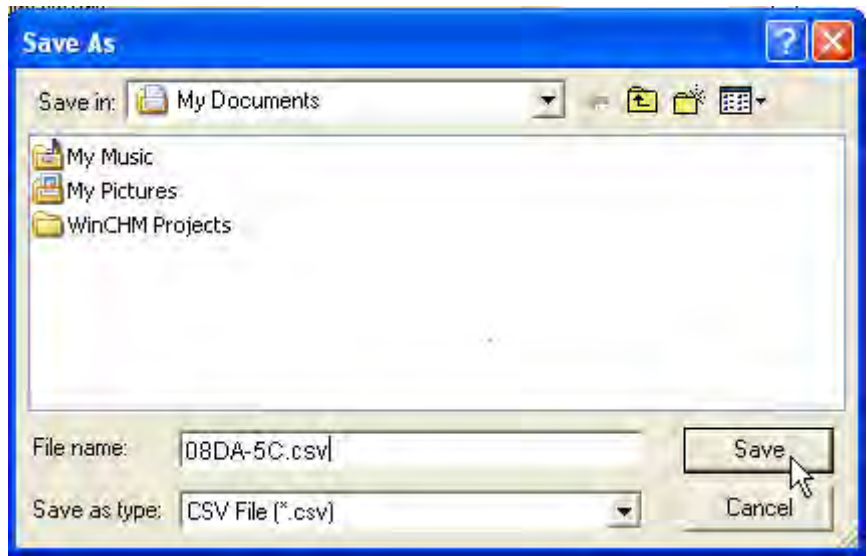 Save As
Save in: My Documents
My Music
My Pictures
WinCHM Projects
File name: 08DA-5C.csv Save
Save as type: CSV File (*.csv) Cancel